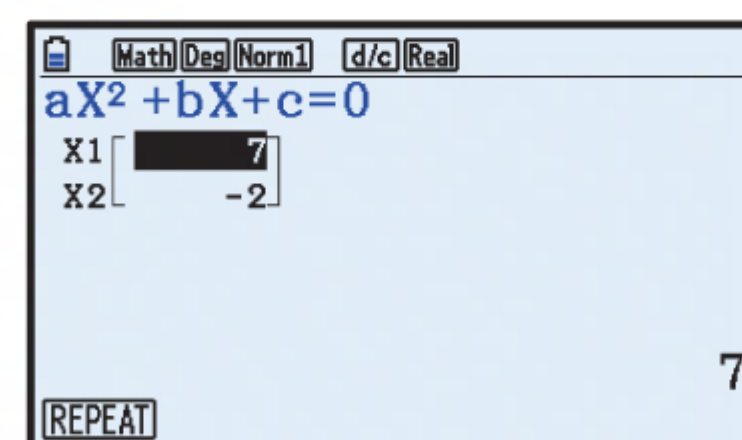 Math Deg Norm1 d/c Real
aX² +bX+c=0
X1 7
X2 -2
7
REPEAT